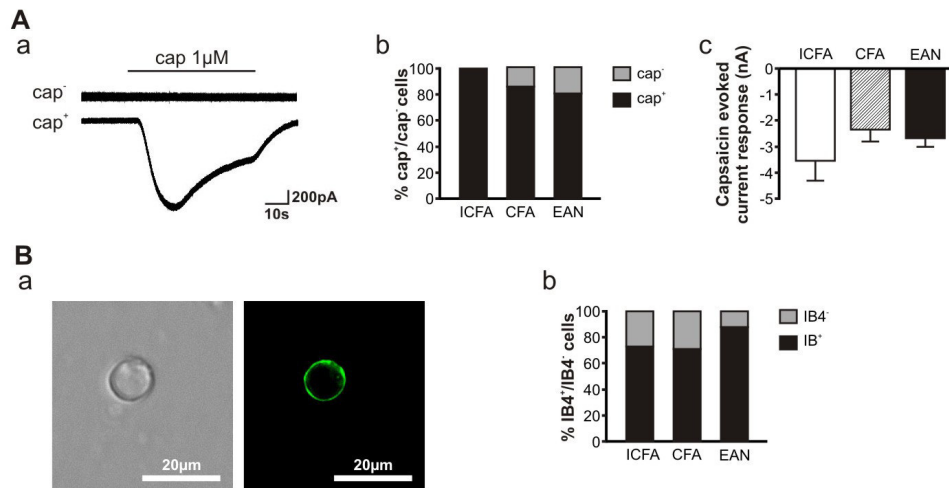 A
a
cap 1µM
cap⁻
cap⁺
200pA
10s
b
% cap⁺/cap⁻ cells
100
80
60
40
20
0
ICFA CFA EAN
cap⁻
cap⁺
c
ICFA CFA EAN
Capsaicin evoked
current response (nA)
0
-1
-2
-3
-4
-5
B
a
20µm
20µm
b
% IB4⁺/IB4⁻ cells
100
80
60
40
20
0
ICFA CFA EAN
IB4⁻
IB⁺